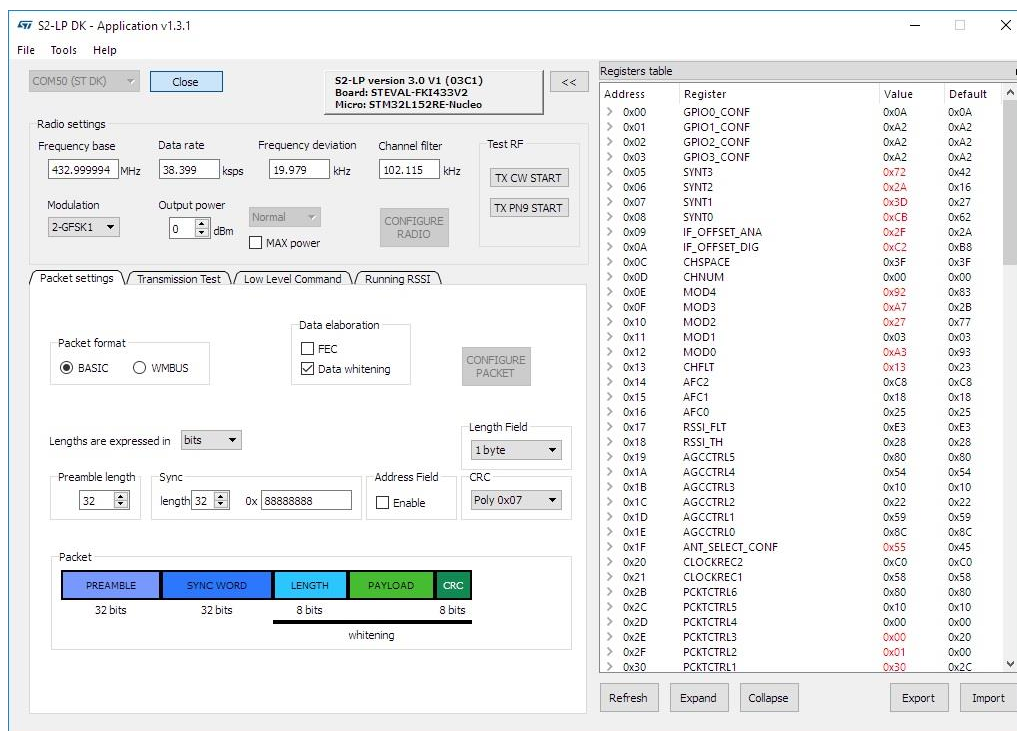 S2-LP DK - Application v1.3.1
File Tools Help
COM50 (ST DK)
Close
S2-LP version 3.0 V1 (03C1)
Board: STEVAL-FKI433V2
Micro: STM32L152RE-Nucleo
<<
Radio settings
Frequency base Data rate Frequency deviation Channel filter
432.999994 MHz 38.399 ksps 19.979 kHz 102.115 kHz
Test RF
TX CW START
TX PN9 START
Modulation Output power
2-GFSK1 0 dBm Normal
MAX power
CONFIGURE
RADIO
Packet settings Transmission Test Low Level Command Running RSSI
Packet format
BASIC WMBUS
Data elaboration
FEC
Data whitening
CONFIGURE
PACKET
Lengths are expressed in bits
Length Field
1 byte
Preamble length
32
Sync
length 32 0x 88888888
Address Field
Enable
CRC
Poly 0x07
Packet
PREAMBLE SYNC WORD LENGTH PAYLOAD CRC
32 bits 32 bits 8 bits 8 bits
whitening
Registers table
Address Register Value Default
0x00 GPIO0_CONF 0x0A 0x0A
0x01 GPIO1_CONF 0xA2 0xA2
0x02 GPIO2_CONF 0xA2 0xA2
0x03 GPIO3_CONF 0xA2 0xA2
0x05 SYNT3 0x72 0x42
0x06 SYNT2 0x2A 0x16
0x07 SYNT1 0x3D 0x27
0x08 SYNT0 0xCB 0x62
0x09 IF_OFFSET_ANA 0x2F 0x2A
0x0A IF_OFFSET_DIG 0xC2 0xB8
0x0C CHSPACE 0x3F 0x3F
0x0D CHNUM 0x00 0x00
0x0E MOD4 0x92 0x83
0x0F MOD3 0xA7 0x2B
0x10 MOD2 0x27 0x77
0x11 MOD1 0x03 0x03
0x12 MOD0 0xA3 0x93
0x13 CHFLT 0x13 0x23
0x14 AFC2 0xC8 0xC8
0x15 AFC1 0x18 0x18
0x16 AFC0 0x25 0x25
0x17 RSSI_FLT 0xE3 0xE3
0x18 RSSI_TH 0x28 0x28
0x19 AGCCTRL5 0x80 0x80
0x1A AGCCTRL4 0x54 0x54
0x1B AGCCTRL3 0x10 0x10
0x1C AGCCTRL2 0x22 0x22
0x1D AGCCTRL1 0x59 0x59
0x1E AGCCTRL0 0x8C 0x8C
0x1F ANT_SELECT_CONF 0x55 0x45
0x20 CLOCKREC2 0xC0 0xC0
0x21 CLOCKREC1 0x58 0x58
0x2B PCKTCTRL6 0x80 0x80
0x2C PCKTCTRL5 0x10 0x10
0x2D PCKTCTRL4 0x00 0x00
0x2E PCKTCTRL3 0x00 0x20
0x2F PCKTCTRL2 0x01 0x00
0x30 PCKTCTRL1 0x30 0x2C
Refresh Expand Collapse Export Import